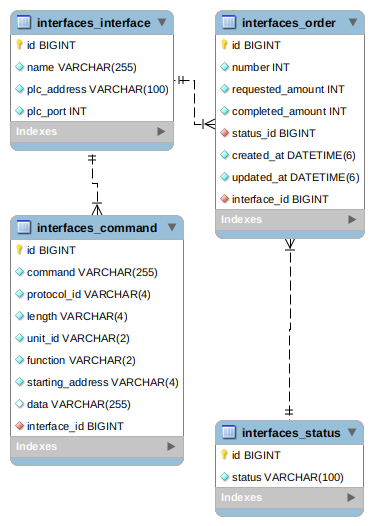 interfaces_interface
id BIGINT
name VARCHAR(255)
plc_address VARCHAR(100)
plc_port INT
Indexes
interfaces_order
id BIGINT
number INT
requested_amount INT
completed_amount INT
status_id BIGINT
created_at DATETIME(6)
updated_at DATETIME(6)
interface_id BIGINT
Indexes
interfaces_command
id BIGINT
command VARCHAR(255)
protocol_id VARCHAR(4)
length VARCHAR(4)
unit_id VARCHAR(2)
function VARCHAR(2)
starting_address VARCHAR(4)
data VARCHAR(255)
interface_id BIGINT
Indexes
interfaces_status
id BIGINT
status VARCHAR(100)
Indexes